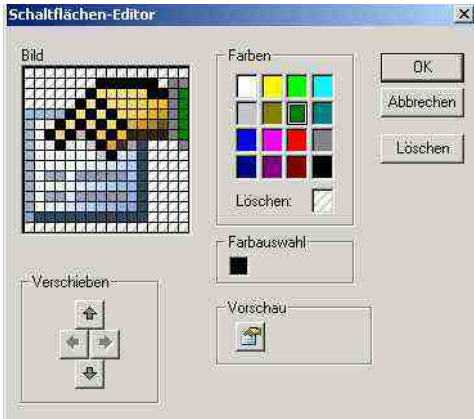 Schaltflächen-Editor
Bild
Farben
OK
Abbrechen
Löschen
Löschen:
Farbauswahl
Verschieben
Vorschau